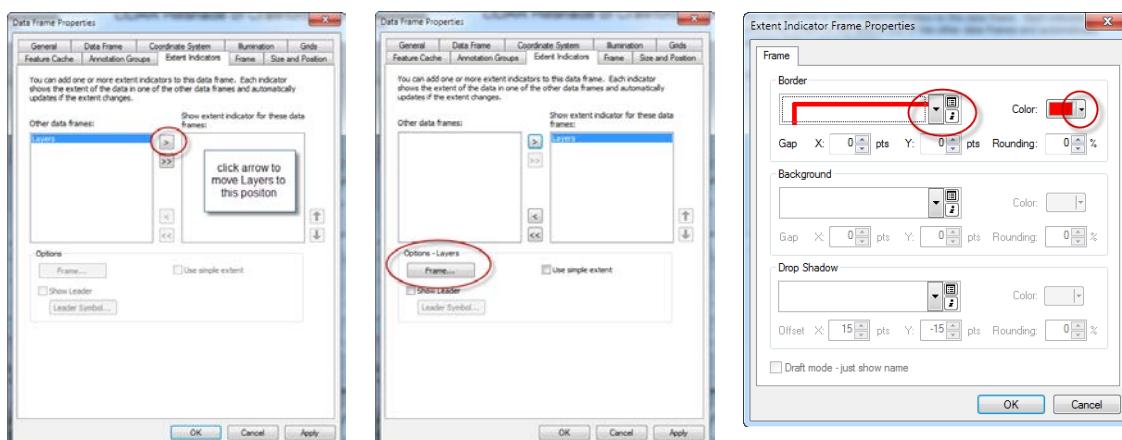 Data Frame Properties
General Data Frame Coordinate System Illumination Grids
Feature Cache Annotation Groups Extent Indicators Frame Size and Position
You can add one or more extent indicators to this data frame. Each indicator
shows the extent of the data in one of the other data frames and automatically
updates if the extent changes.
Other data frames:
Show extent indicator for these data
frames:
Layers
>
>>
<
<<
click arrow to
move Layers to
this positon
Options
Frame...
Use simple extent
Show Leader
Leader Symbol...
OK Cancel Apply
Data Frame Properties
General Data Frame Coordinate System Illumination Grids
Feature Cache Annotation Groups Extent Indicators Frame Size and Position
You can add one or more extent indicators to this data frame. Each indicator
shows the extent of the data in one of the other data frames and automatically
updates if the extent changes.
Other data frames:
Show extent indicator for these data
frames:
Layers
>
>>
<
<<
Options - Layers
Frame...
Use simple extent
Show Leader
Leader Symbol...
OK Cancel Apply
Extent Indicator Frame Properties
Frame
Border
Color:
Gap X: 0 pts Y: 0 pts Rounding: 0 %
Background
Color:
Gap X: 0 pts Y: 0 pts Rounding: 0 %
Drop Shadow
Color:
Offset X: 15 pts Y: -15 pts Rounding: 0 %
Draft mode - just show name
OK Cancel